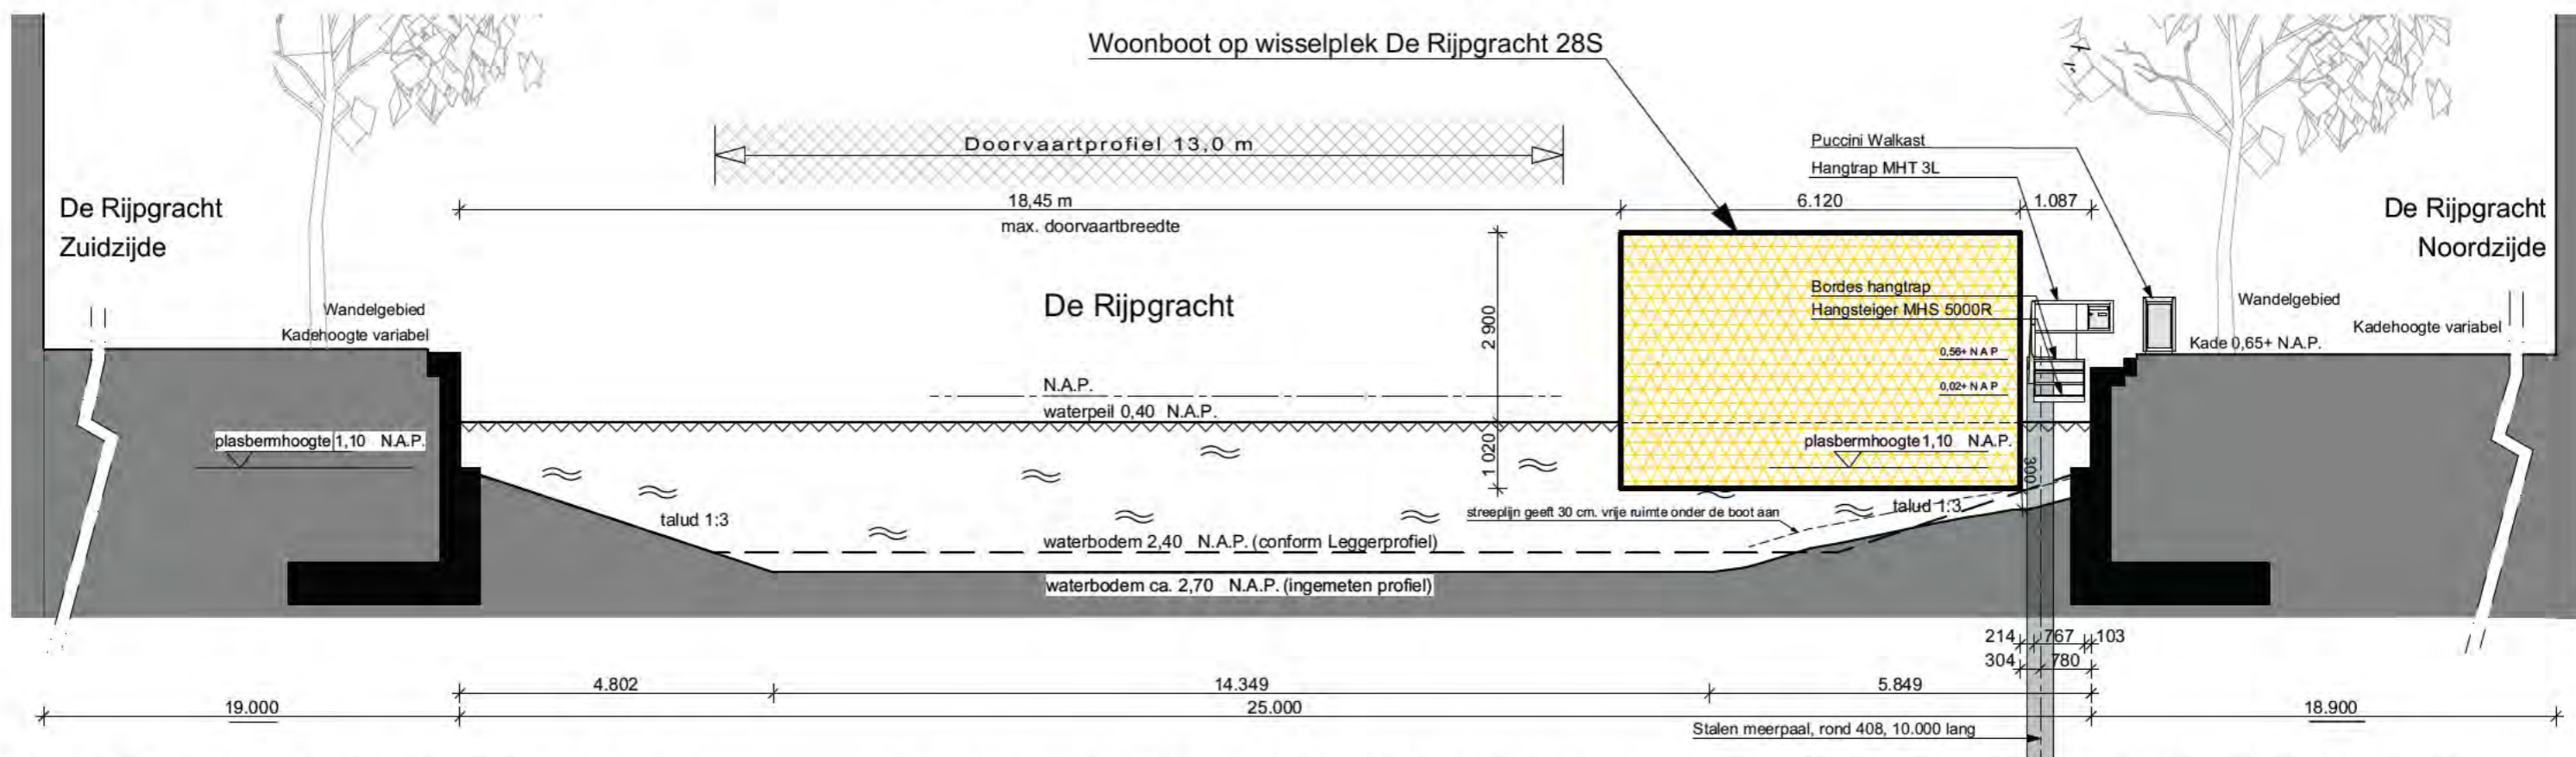 Woonboot op wisselplek De Rijpgracht 28S
Doorvaartprofiel 13,0 m
Puccini Walkast
Hangtrap MHT 3L
18,45 m
max. doorvaartbreedte
6.120
1.087
De Rijpgracht
Zuidzijde
De Rijpgracht
Noordzijde
De Rijpgracht
Wandelgebied
Kadehoogte variabel
Bordes hangtrap
Hangsteiger MHS 5000R
Wandelgebied
Kadehoogte variabel
Kade 0,65+ N.A.P.
2 900
0,56+ N A P
0,02+ N A P
N.A.P.
waterpeil 0,40 N.A.P.
plasbermhoogte 1,10 N.A.P.
plasbermhoogte 1,10 N.A.P.
1 020
300
talud 1:3
streeplijn geeft 30 cm. vrije ruimte onder de boot aan
talud 1:3
waterbodem 2,40 N.A.P. (conform Leggerprofiel)
waterbodem ca. 2,70 N.A.P. (ingemeten profiel)
214 767 103
304 780
4.802
14.349
5.849
19.000
25.000
18.900
Stalen meerpaal, rond 408, 10.000 lang